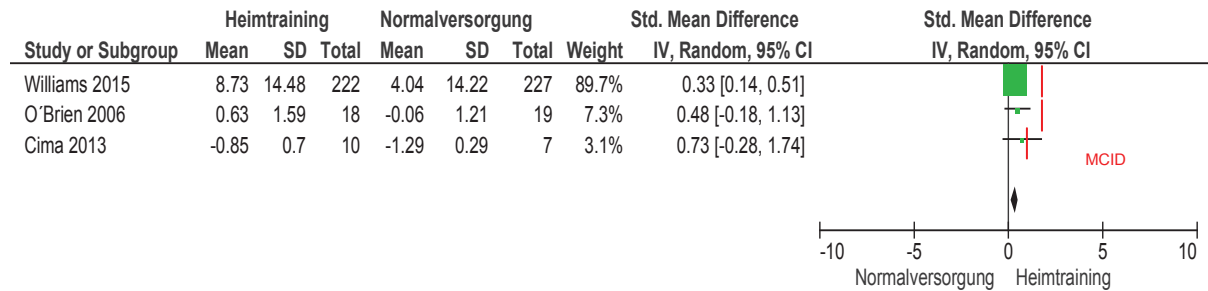 Heimtraining Normalversorgung Std. Mean Difference Std. Mean Difference
Study or Subgroup Mean SD Total Mean SD Total Weight IV, Random, 95% CI IV, Random, 95% CI
Williams 2015 8.73 14.48 222 4.04 14.22 227 89.7% 0.33 [0.14, 0.51]
O´Brien 2006 0.63 1.59 18 -0.06 1.21 19 7.3% 0.48 [-0.18, 1.13]
Cima 2013 -0.85 0.7 10 -1.29 0.29 7 3.1% 0.73 [-0.28, 1.74]
MCID
-10 -5 0 5 10
Normalversorgung Heimtraining